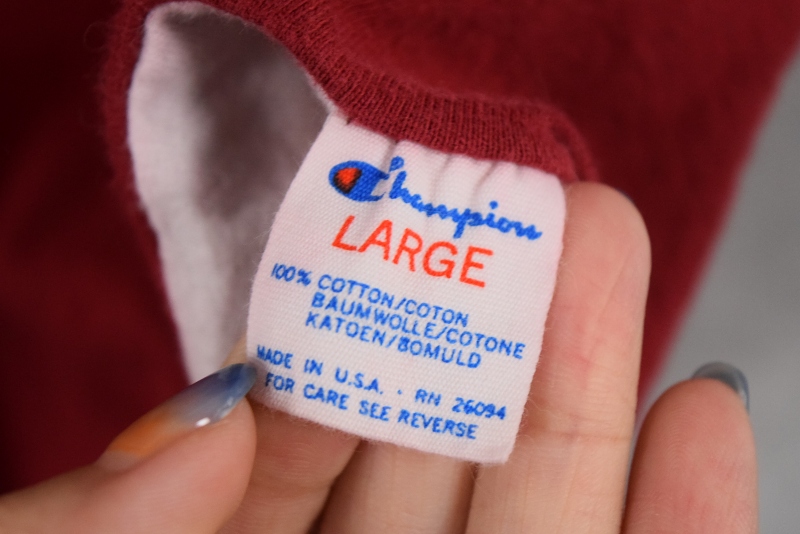 Champion
LARGE
100% COTTON/COTON
BAUMWOLLE/COTONE
KATOEN/BOMULD
MADE IN U.S.A. · RN 26094
FOR CARE SEE REVERSE